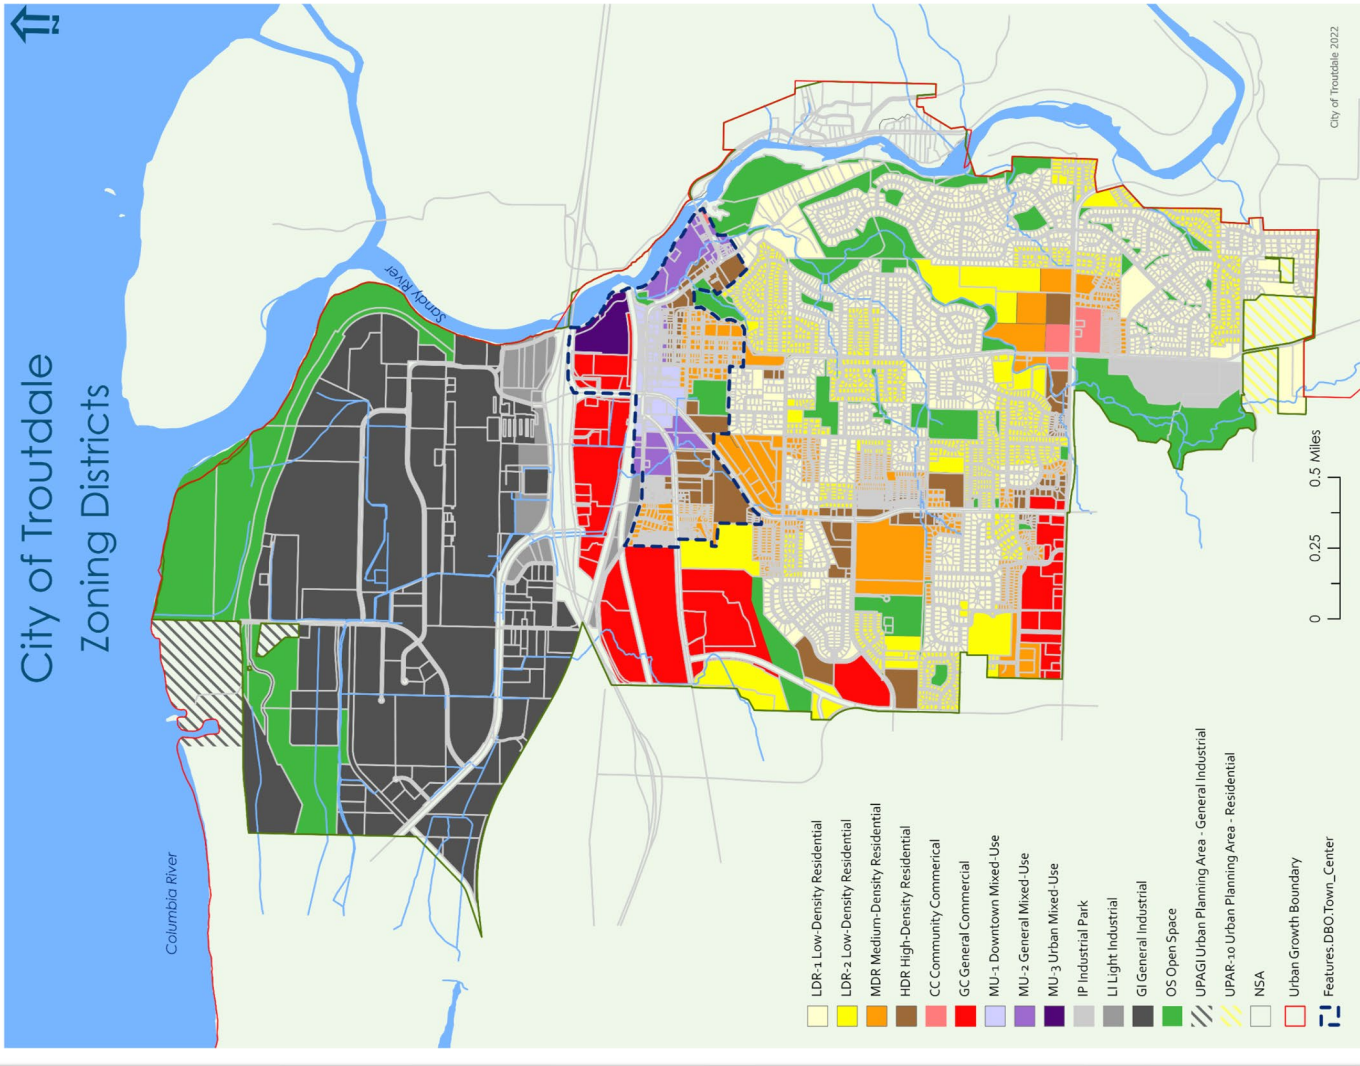 City of Troutdale
Zoning Districts
N
Columbia River
Sandy River
LDR-1 Low-Density Residential
LDR-2 Low-Density Residential
MDR Medium-Density Residential
HDR High-Density Residential
CC Community Commerical
GC General Commercial
MU-1 Downtown Mixed-Use
MU-2 General Mixed-Use
MU-3 Urban Mixed-Use
IP Industrial Park
LI Light Industrial
GI General Industrial
OS Open Space
UPAGI Urban Planning Area - General Industrial
UPAR-10 Urban Planning Area - Residential
NSA
Urban Growth Boundary
Features.DBO.Town_Center
0 0.25 0.5 Miles
City of Troutdale 2022